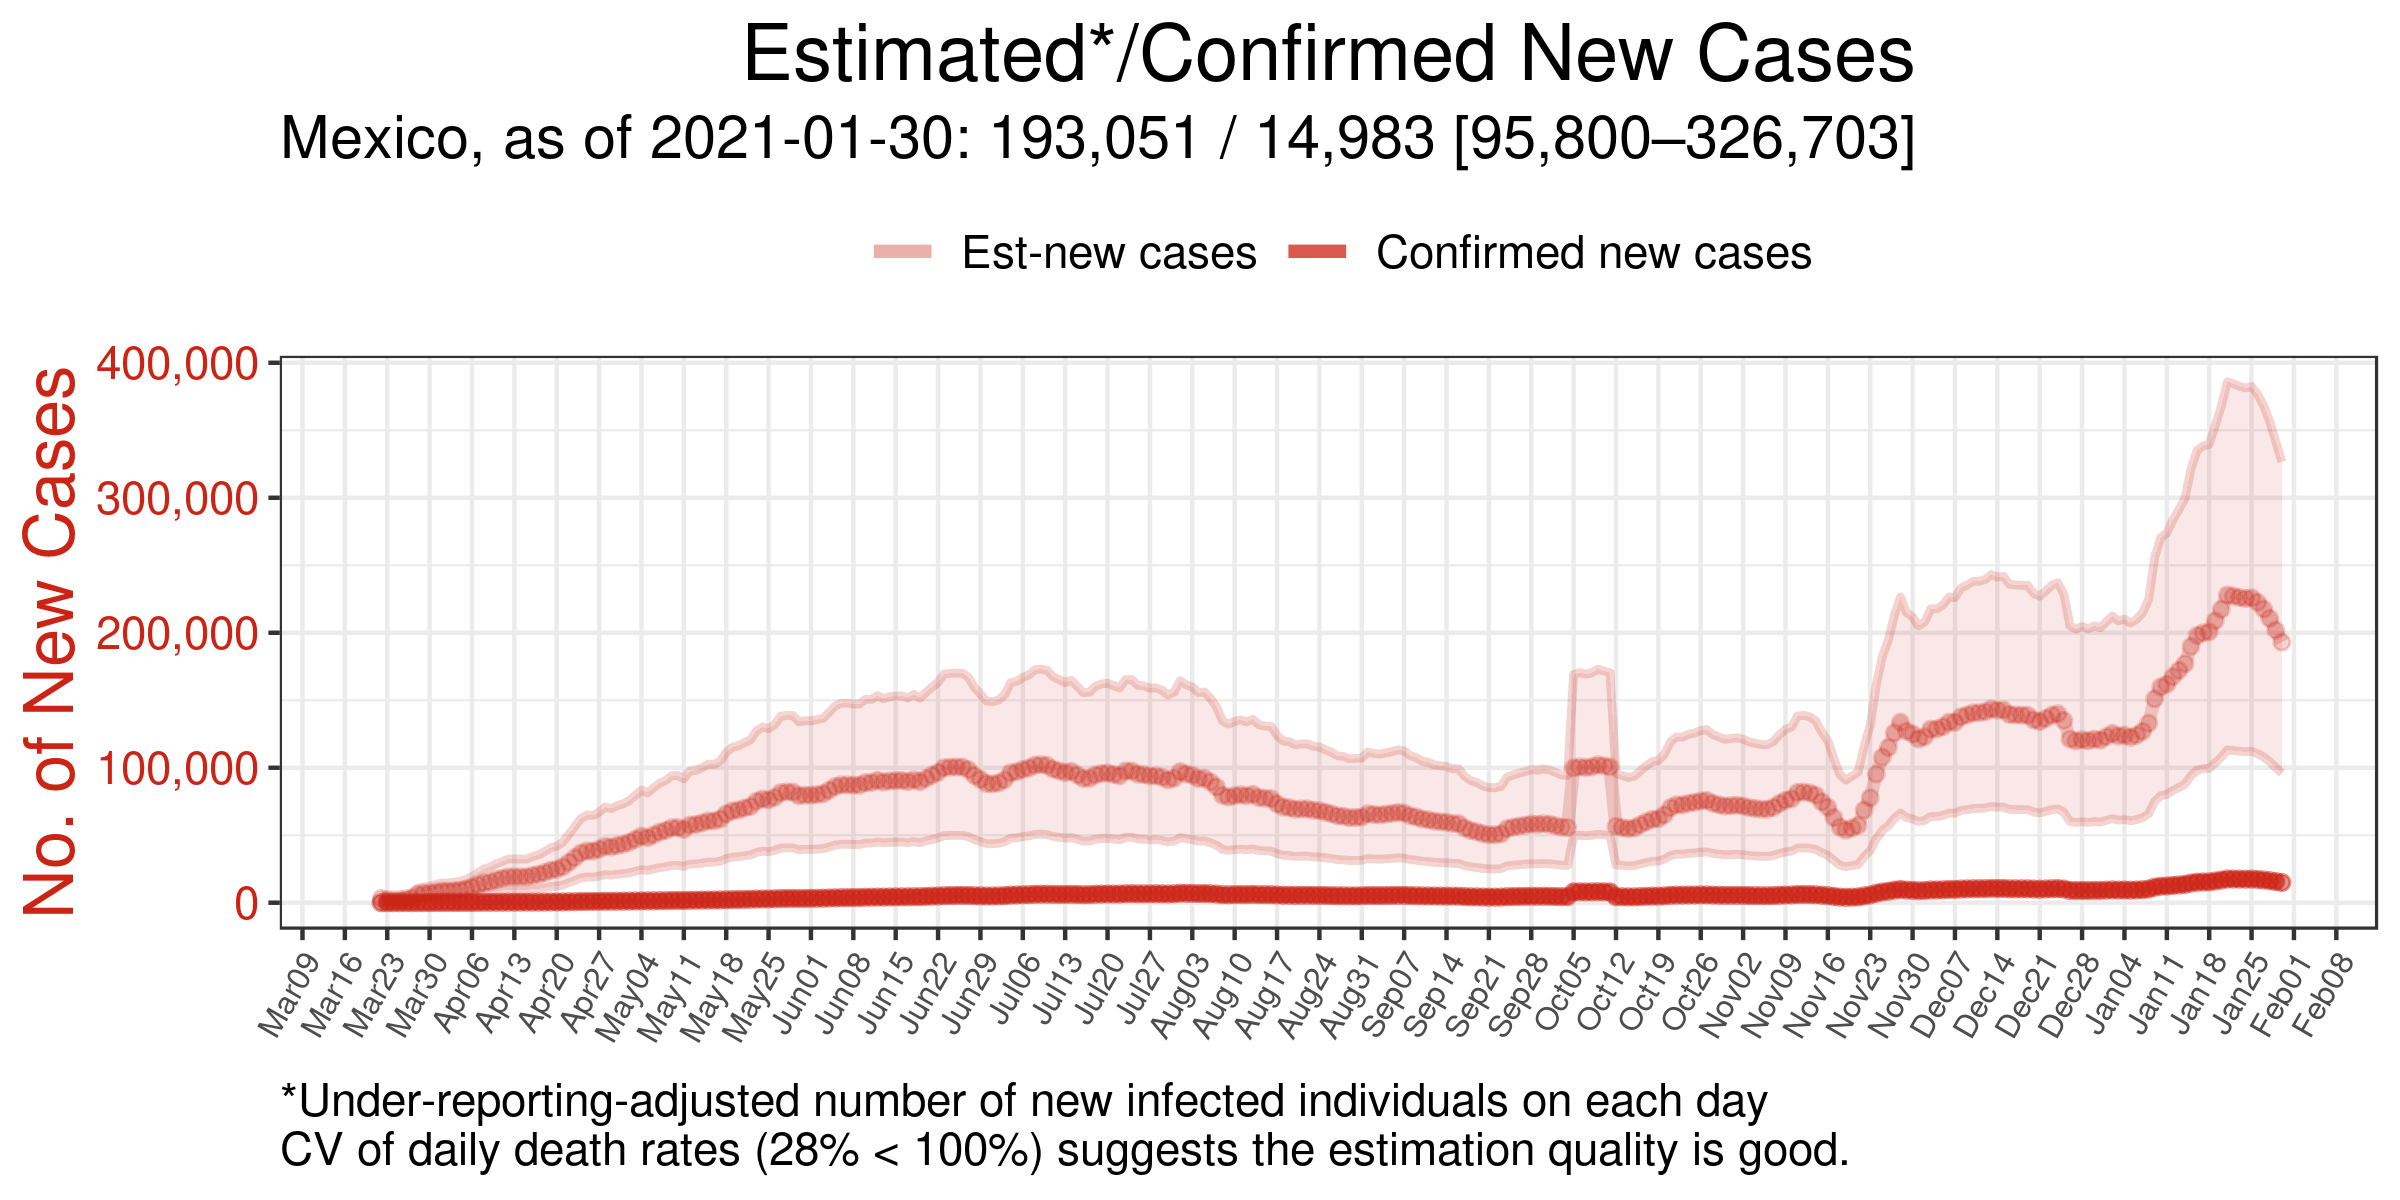 Estimated*/Confirmed New Cases
Mexico, as of 2021-01-30: 193,051 / 14,983 [95,800–326,703]
Est-new cases
Confirmed new cases
No. of New Cases
400,000
300,000
200,000
100,000
0
Mar09
Mar16
Mar23
Mar30
Apr06
Apr13
Apr20
Apr27
May04
May11
May18
May25
Jun01
Jun08
Jun15
Jun22
Jun29
Jul06
Jul13
Jul20
Jul27
Aug03
Aug10
Aug17
Aug24
Aug31
Sep07
Sep14
Sep21
Sep28
Oct05
Oct12
Oct19
Oct26
Nov02
Nov09
Nov16
Nov23
Nov30
Dec07
Dec14
Dec21
Dec28
Jan04
Jan11
Jan18
Jan25
Feb01
Feb08
*Under-reporting-adjusted number of new infected individuals on each day
CV of daily death rates (28% < 100%) suggests the estimation quality is good.